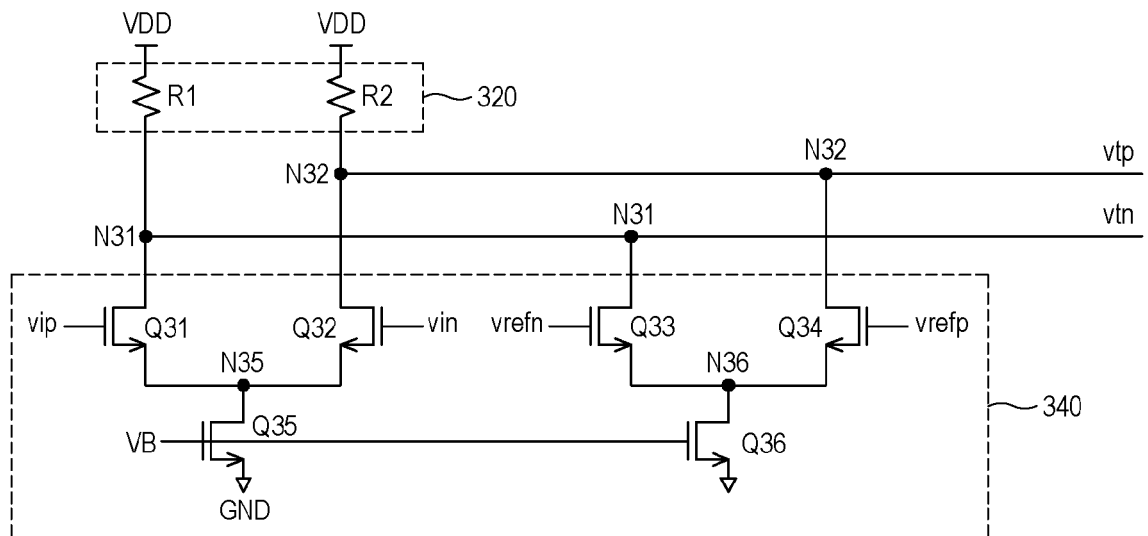 VDD VDD
R1 R2 320
N32 N32 vtp
N31 N31 vtn
vip Q31 Q32 vin vrefn Q33 Q34 vrefp
N35 N36
VB Q35 Q36 340
GND